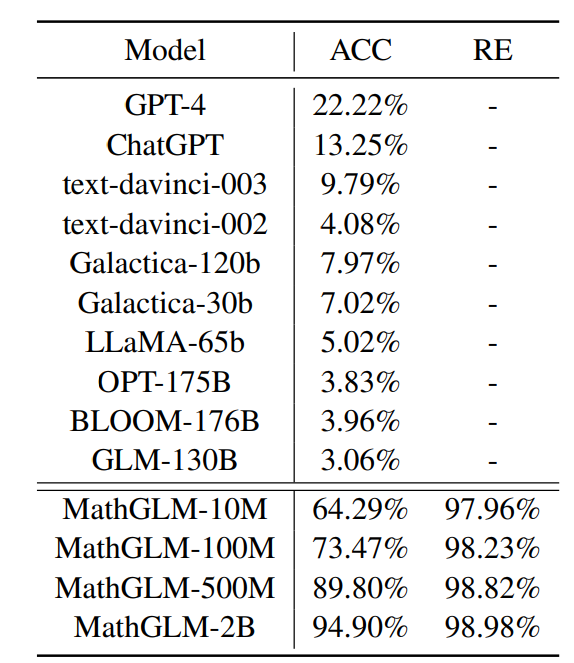 Model ACC RE
GPT-4 22.22% -
ChatGPT 13.25% -
text-davinci-003 9.79% -
text-davinci-002 4.08% -
Galactica-120b 7.97% -
Galactica-30b 7.02% -
LLaMA-65b 5.02% -
OPT-175B 3.83% -
BLOOM-176B 3.96% -
GLM-130B 3.06% -
MathGLM-10M 64.29% 97.96%
MathGLM-100M 73.47% 98.23%
MathGLM-500M 89.80% 98.82%
MathGLM-2B 94.90% 98.98%